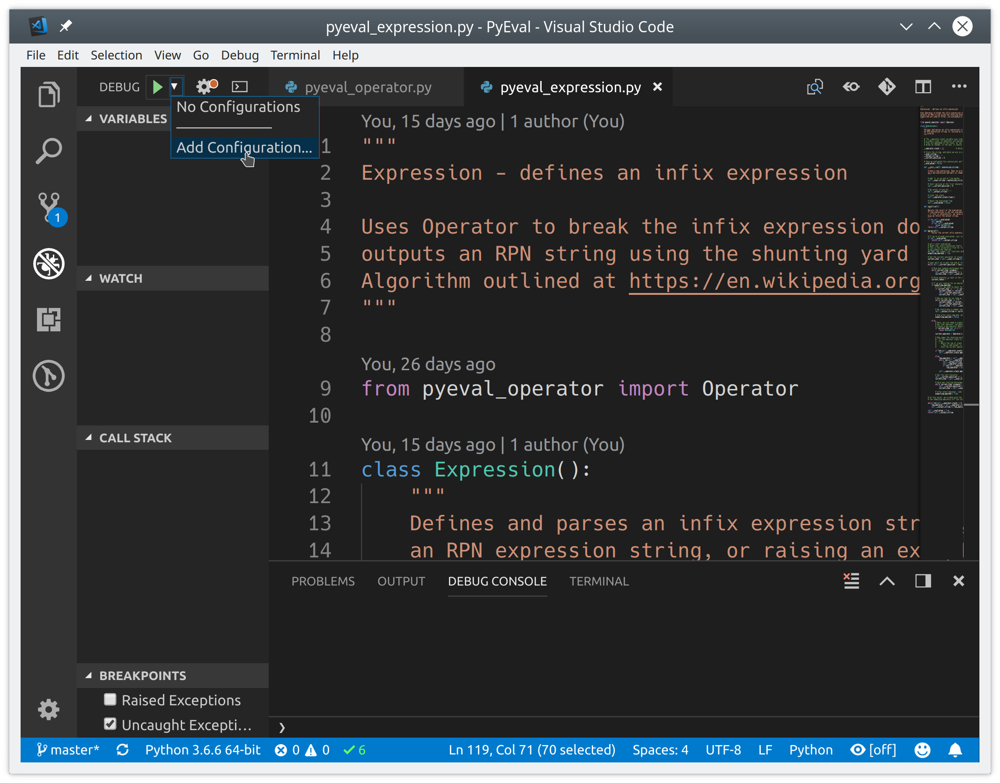 pyeval_expression.py - PyEval - Visual Studio Code
File Edit Selection View Go Debug Terminal Help
DEBUG
pyeval_operator.py
pyeval_expression.py
No Configurations
Add Configuration...
VARIABLES
1
WATCH
CALL STACK
BREAKPOINTS
Raised Exceptions
Uncaught Excepti...
You, 15 days ago | 1 author (You)
1 """
2 Expression - defines an infix expression
3
4 Uses Operator to break the infix expression do
5 outputs an RPN string using the shunting yard
6 Algorithm outlined at https://en.wikipedia.org
7 """
8
You, 26 days ago
9 from pyeval_operator import Operator
10
You, 15 days ago | 1 author (You)
11 class Expression():
12 """
13 Defines and parses an infix expression str
14 an RPN expression string, or raising an ex
PROBLEMS OUTPUT DEBUG CONSOLE TERMINAL
master* Python 3.6.6 64-bit 0 0 6 Ln 119, Col 71 (70 selected) Spaces: 4 UTF-8 LF Python [off]